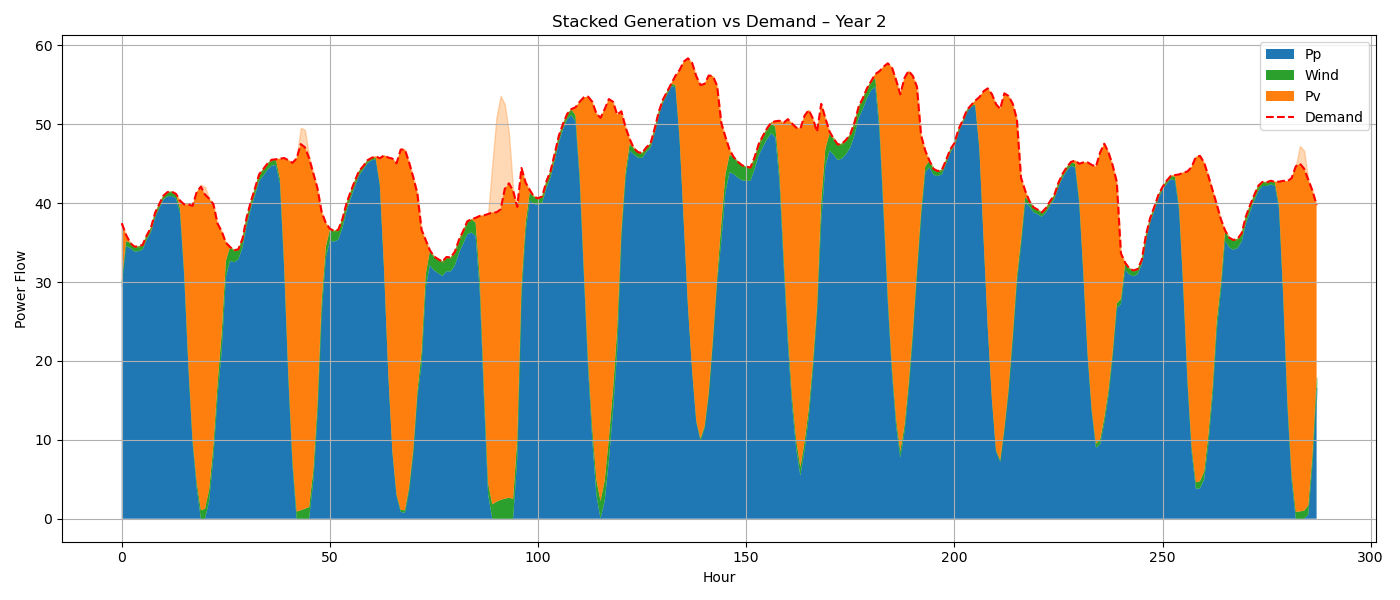 Stacked Generation vs Demand – Year 2
Pp
Wind
Pv
Demand
Power Flow
60
50
40
30
20
10
0
0 50 100 150 200 250 300
Hour